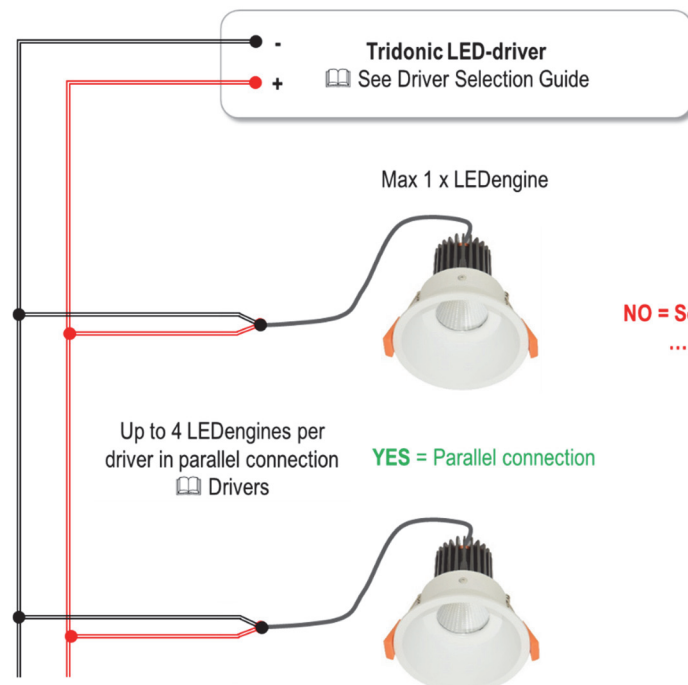 -
Tridonic LED-driver
+
See Driver Selection Guide
Max 1 x LEDengine
NO =
...
Up to 4 LEDengines per
driver in parallel connection
Drivers
YES = Parallel connection